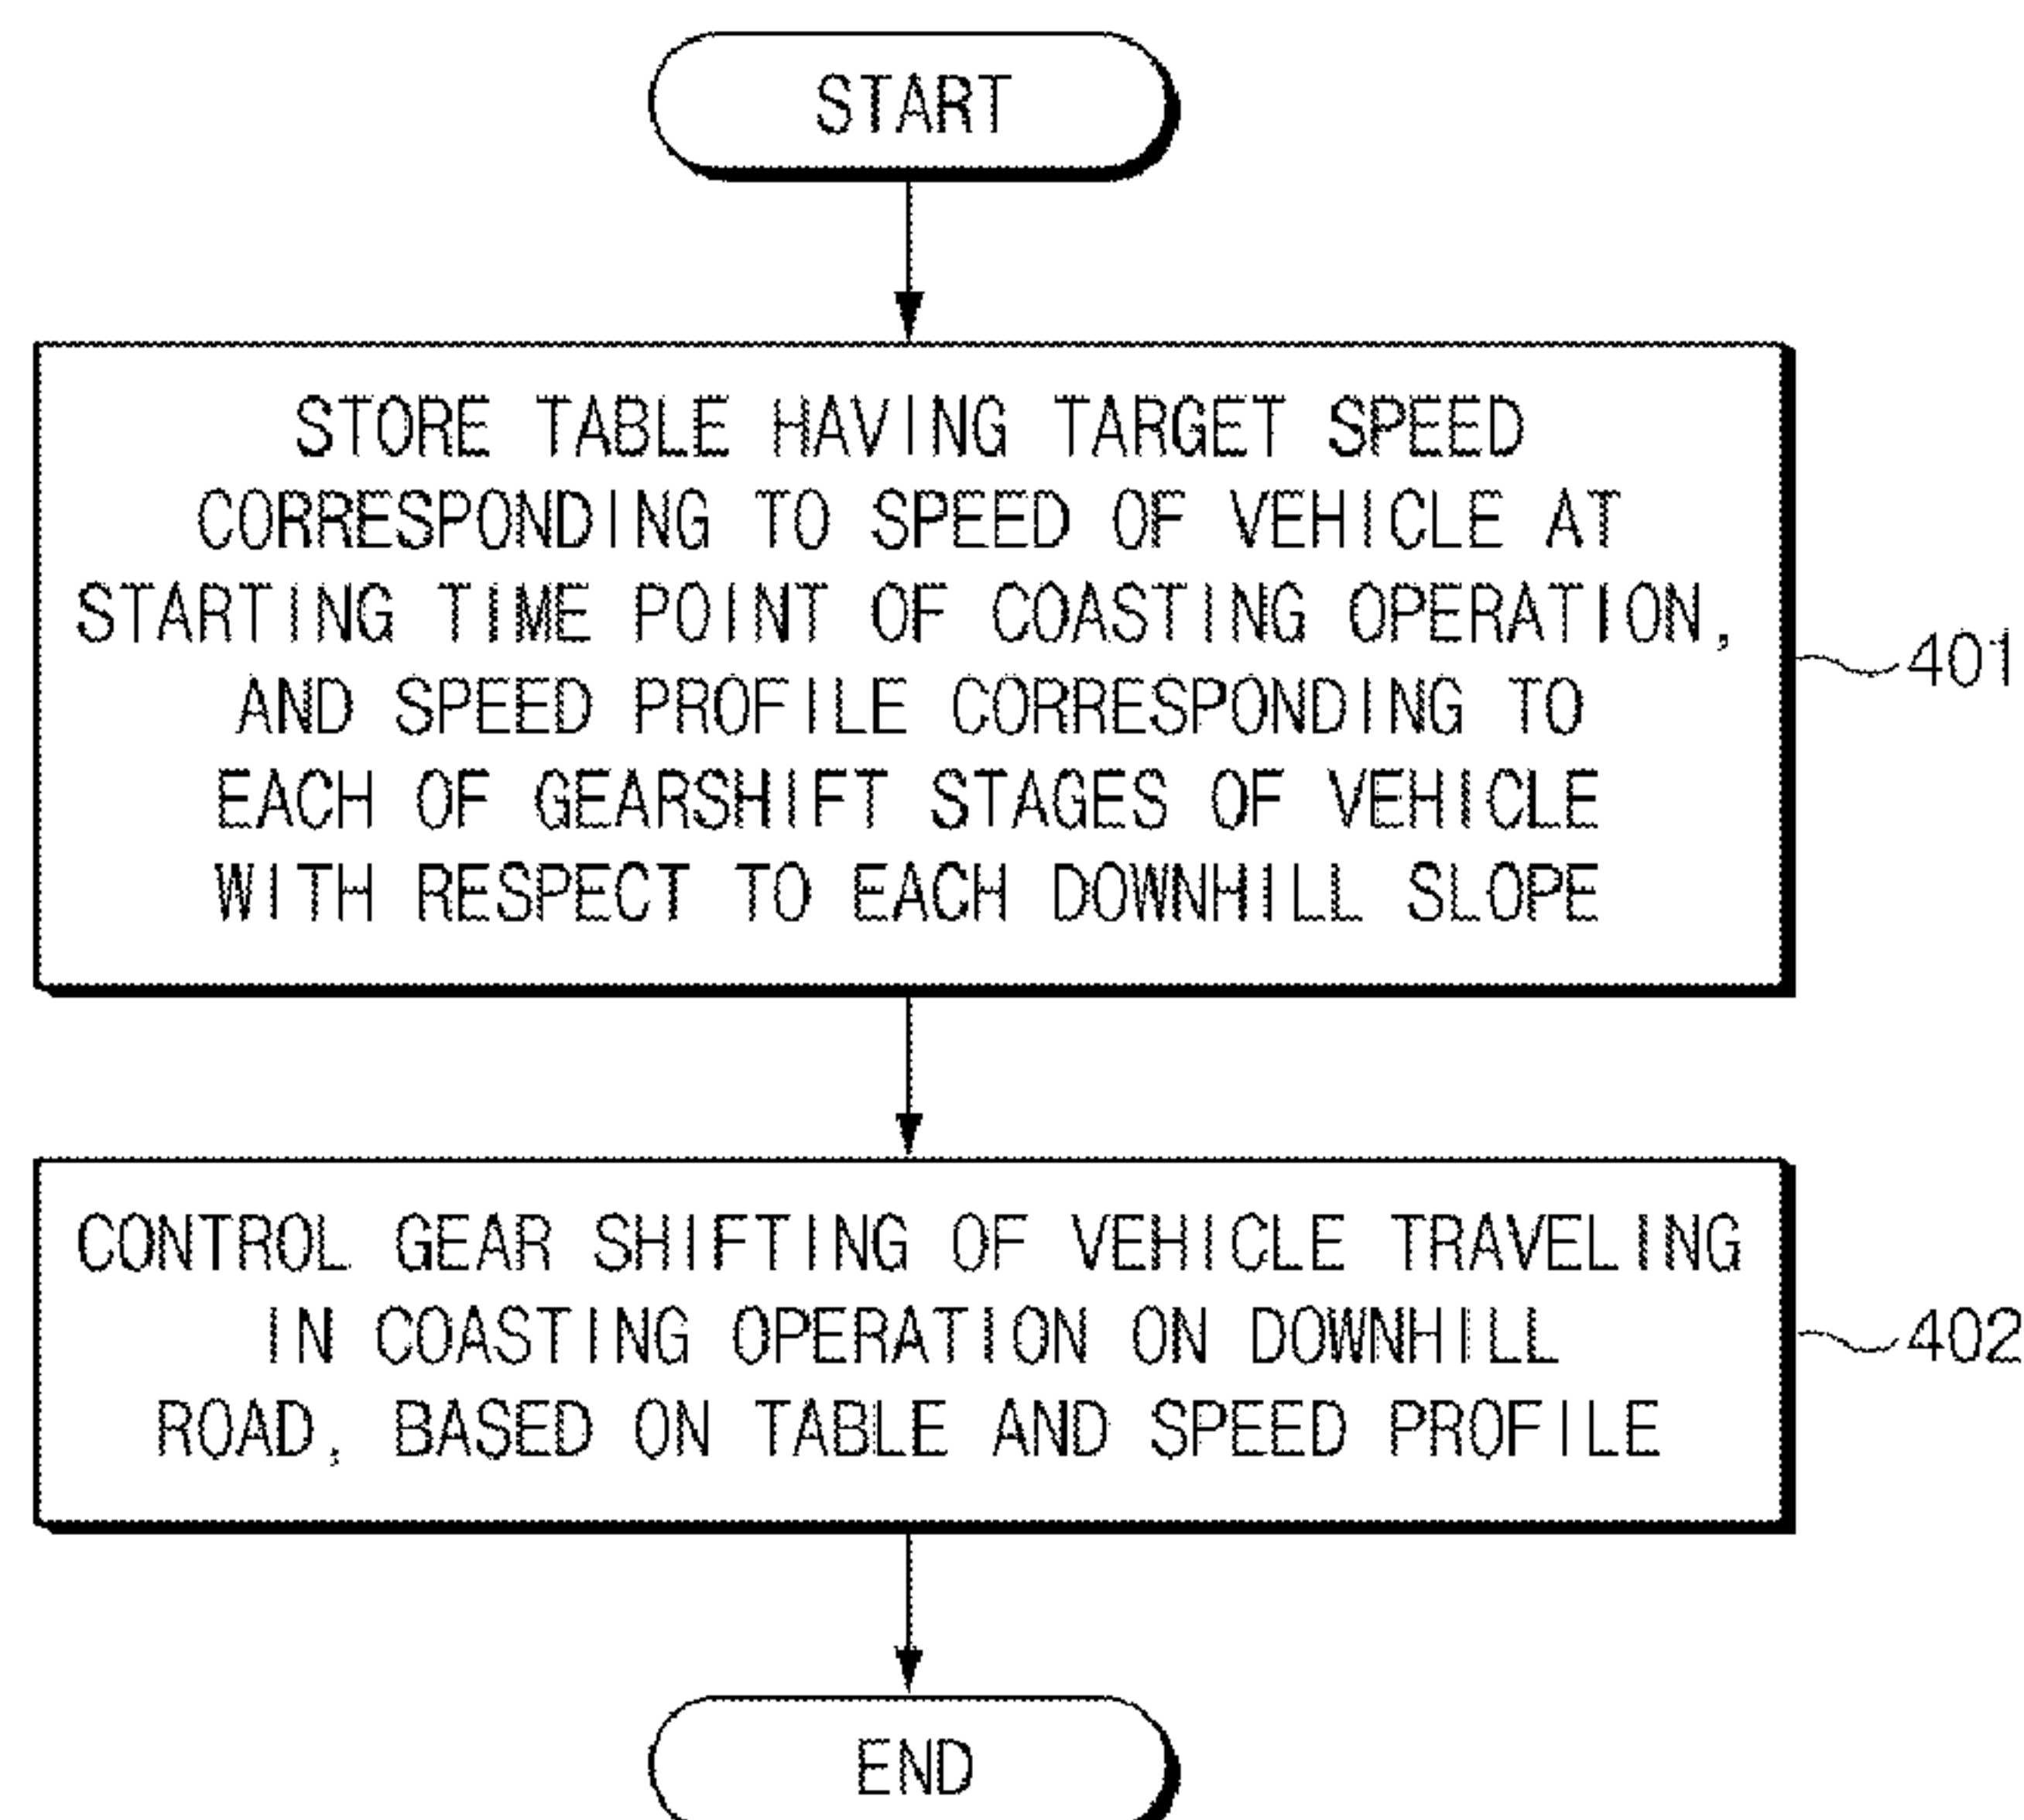 START
STORE TABLE HAVING TARGET SPEED
CORRESPONDING TO SPEED OF VEHICLE AT
STARTING TIME POINT OF COASTING OPERATION,
AND SPEED PROFILE CORRESPONDING TO
EACH OF GEARSHIFT STAGES OF VEHICLE
WITH RESPECT TO EACH DOWNHILL SLOPE
401
CONTROL GEAR SHIFTING OF VEHICLE TRAVELING
IN COASTING OPERATION ON DOWNHILL
ROAD, BASED ON TABLE AND SPEED PROFILE
402
END